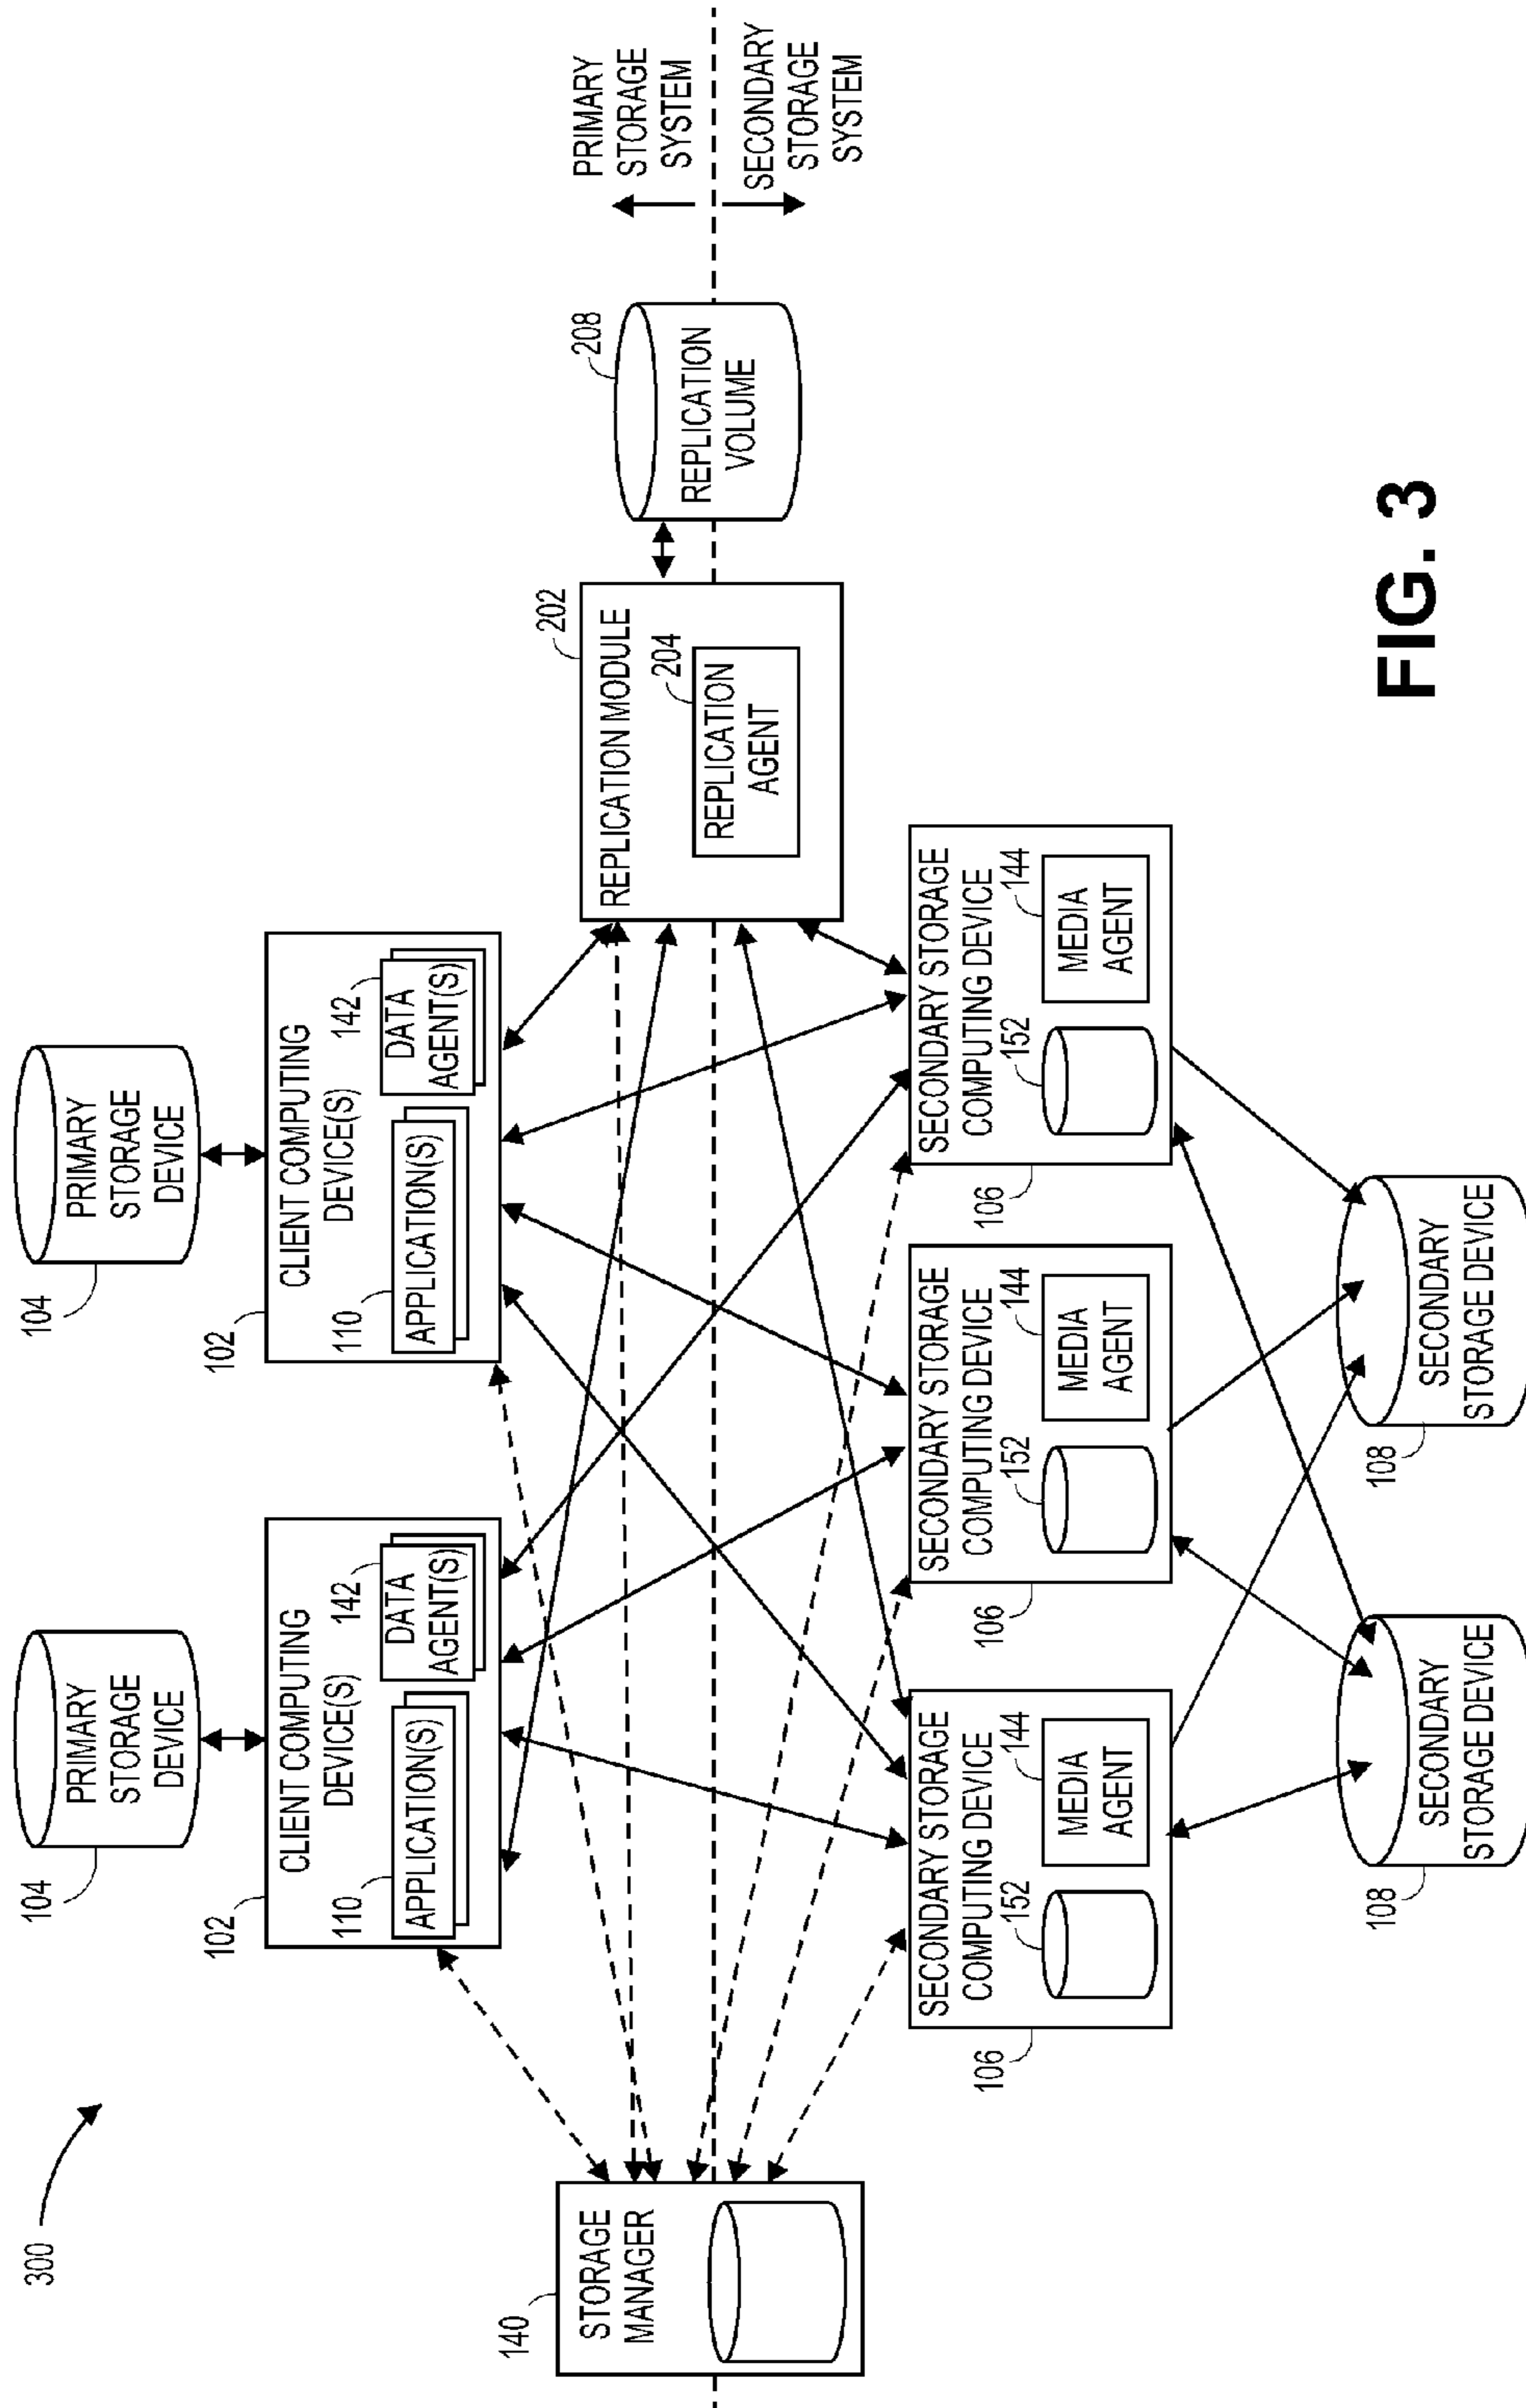 300
104
PRIMARY
STORAGE
DEVICE
104
PRIMARY
STORAGE
DEVICE
102
CLIENT COMPUTING
DEVICE(S)
110
APPLICATION(S)
142
DATA
AGENT(S)
102
CLIENT COMPUTING
DEVICE(S)
110
APPLICATION(S)
142
DATA
AGENT(S)
140
STORAGE
MANAGER
202
REPLICATION MODULE
204
REPLICATION
AGENT
208
REPLICATION
VOLUME
PRIMARY
STORAGE
SYSTEM
SECONDARY
STORAGE
SYSTEM
106
SECONDARY STORAGE
COMPUTING DEVICE
152
144
MEDIA
AGENT
106
SECONDARY STORAGE
COMPUTING DEVICE
152
144
MEDIA
AGENT
106
SECONDARY STORAGE
COMPUTING DEVICE
152
144
MEDIA
AGENT
108
SECONDARY
STORAGE DEVICE
108
SECONDARY
STORAGE DEVICE
FIG. 3